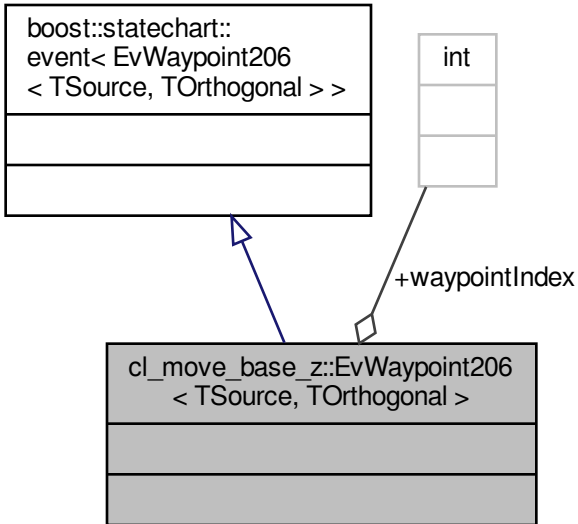 boost::statechart::
event< EvWaypoint206
< TSource, TOrthogonal > >
int
+waypointIndex
cl_move_base_z::EvWaypoint206
< TSource, TOrthogonal >